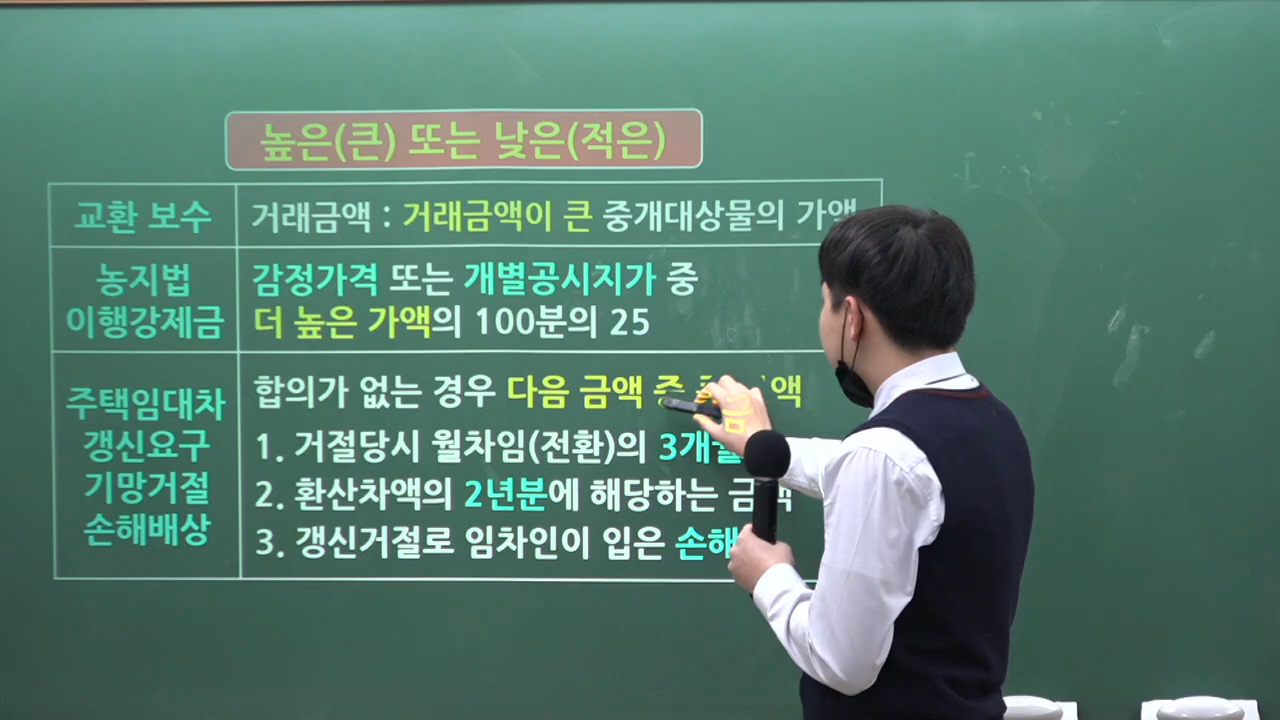 높은(큰) 또는 낮은(적은)
교환 보수
거래금액 : 거래금액이 큰 중개대상물의 가액
농지법
이행강제금
감정가격 또는 개별공시지가 중
더 높은 가액의 100분의 25
주택임대차
갱신요구
기망거절
손해배상
합의가 없는 경우 다음 금액 중
1. 거절당시 월차임(전환)의 3개월
2. 환산차액의 2년분에 해당하는 금액
3. 갱신거절로 임차인이 입은 손해